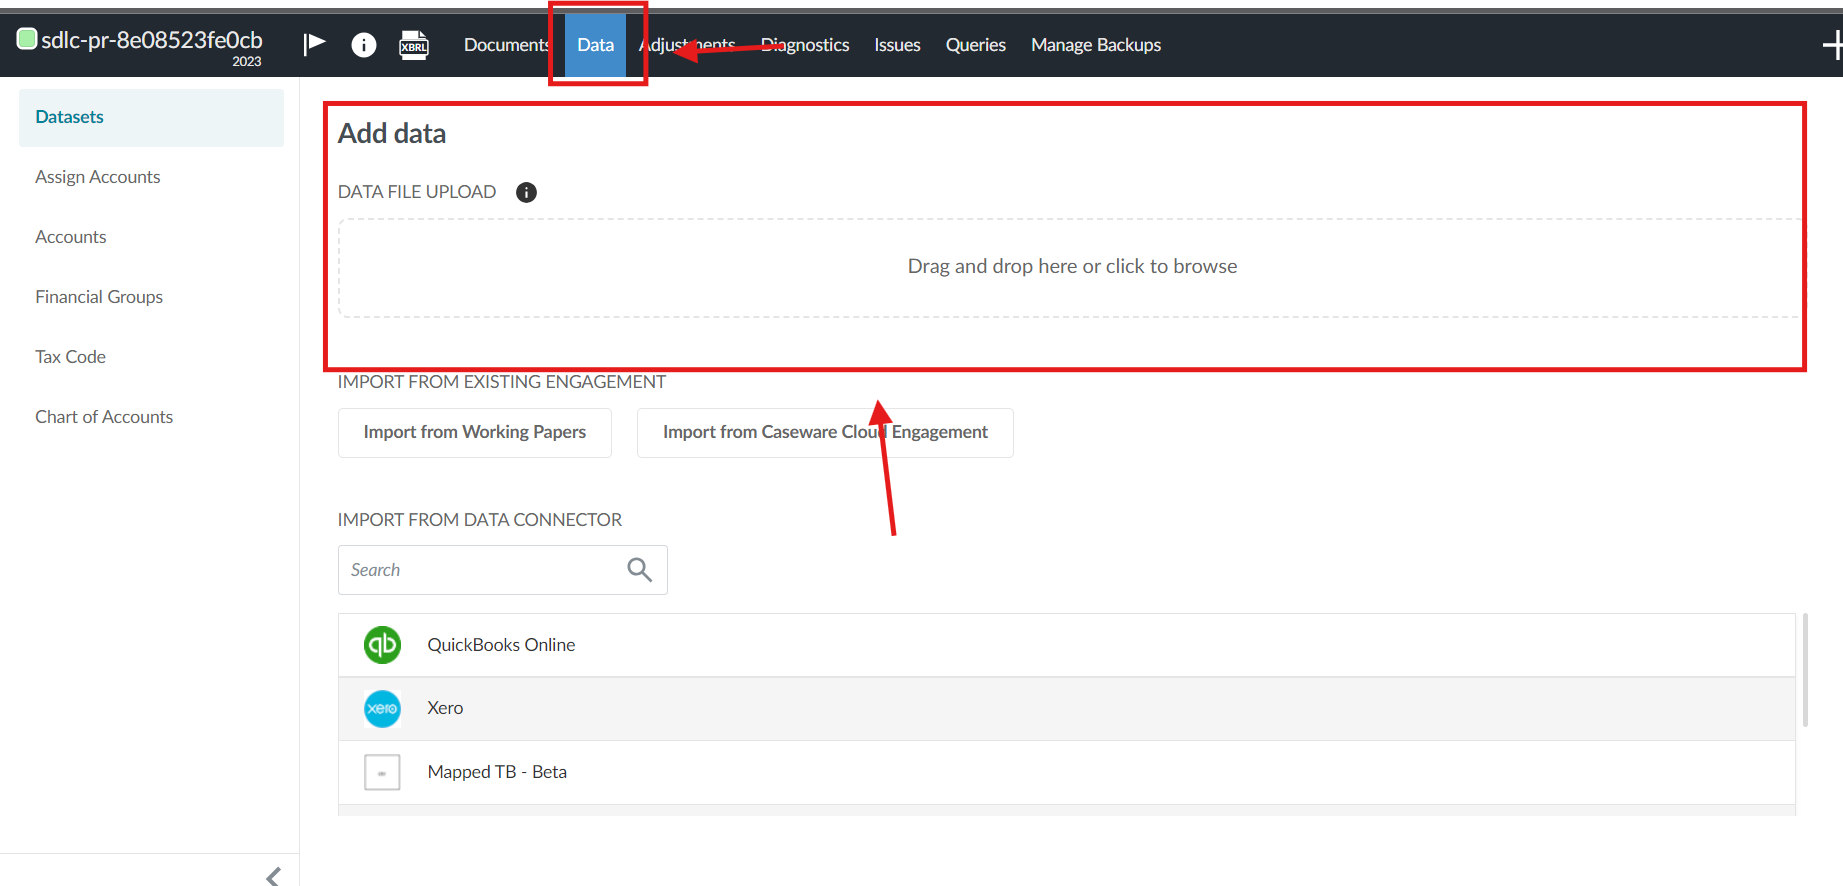 sdlc-pr-8e08523fe0cb
2023
XBRL
Documents Data Adjustments Diagnostics Issues Queries Manage Backups
Datasets
Assign Accounts
Accounts
Financial Groups
Tax Code
Chart of Accounts
Add data
DATA FILE UPLOAD
Drag and drop here or click to browse
IMPORT FROM EXISTING ENGAGEMENT
Import from Working Papers Import from Caseware Cloud Engagement
IMPORT FROM DATA CONNECTOR
Search
qb QuickBooks Online
xero Xero
Mapped TB - Beta